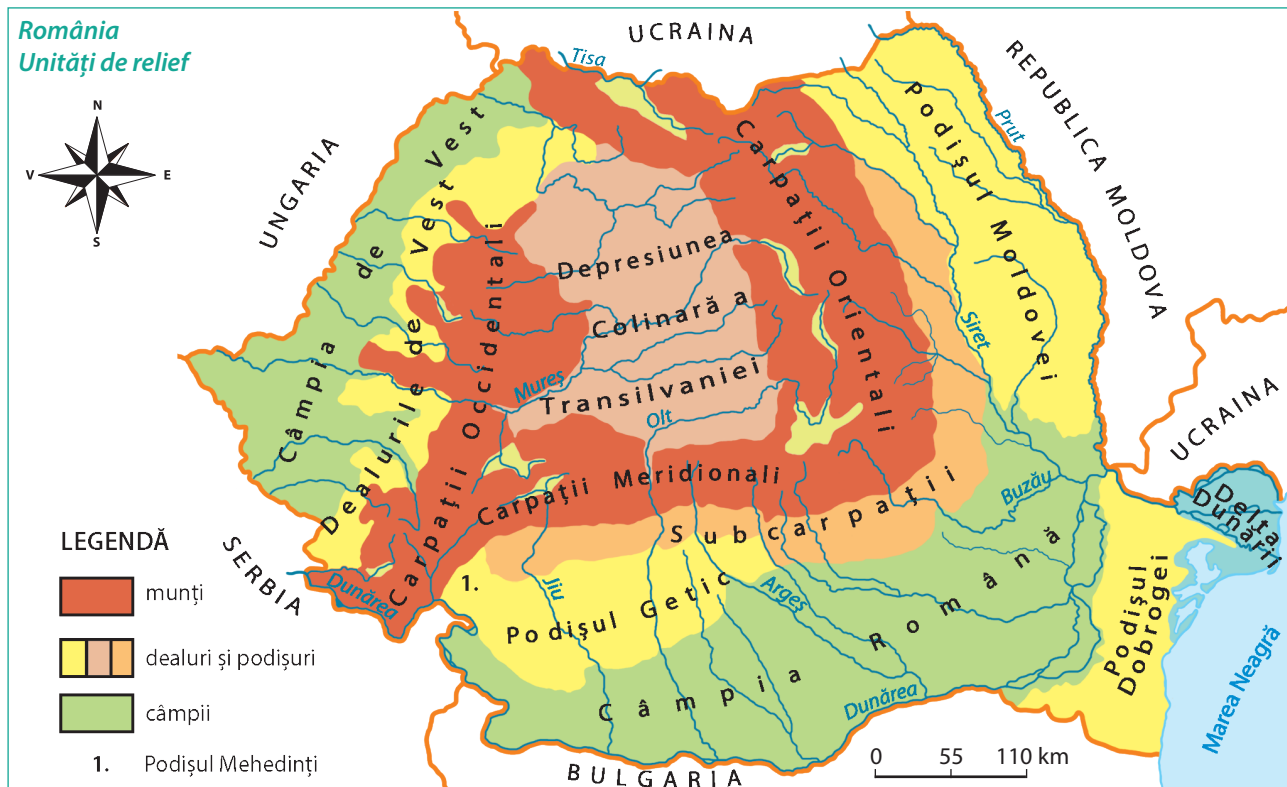 România
Unități de relief
N
V
E
S
UCRAINA
REPUBLICA MOLDOVA
UNGARIA
SERBIA
BULGARIA
UCRAINA
Tisa
Prut
Siret
Mureș
Olt
Buzău
Jiu
Argeș
Dunărea
Dunărea
Câmpia de Vest
Dealurile de Vest
Carpații Occidentali
Carpații Orientali
Podișul Moldovei
Depresiunea
Colinară a
Transilvaniei
Carpații Meridionali
Subcarpații
Podișul Getic
1.
Câmpia Română
Podișul
Dobrogei
Delta
Dunării
Marea Neagră
LEGENDĂ
munți
dealuri și podișuri
câmpii
1. Podișul Mehedinți
0 55 110 km